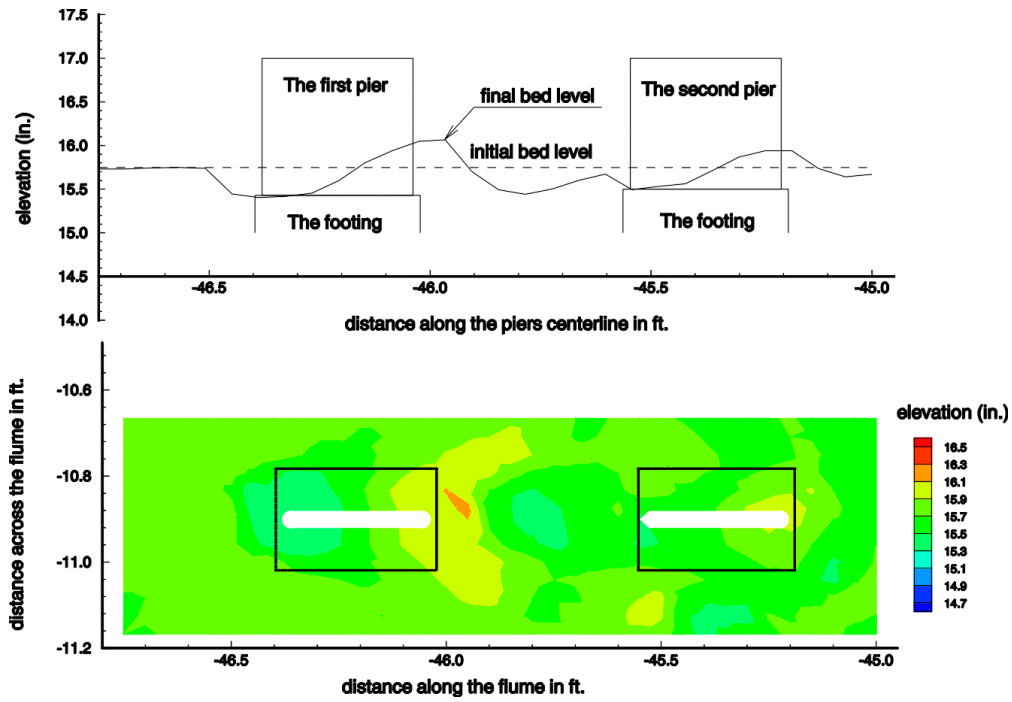 17.5
17.0
16.5
16.0
15.5
15.0
14.5
14.0
elevation (in.)
The first pier
The second pier
final bed level
initial bed level
The footing
The footing
-46.5
-46.0
-45.5
-45.0
distance along the piers centerline in ft.
-10.6
-10.8
-11.0
-11.2
distance across the flume in ft.
elevation (in.)
16.5
16.3
16.1
15.9
15.7
15.5
15.3
15.1
14.9
14.7
-46.5
-46.0
-45.5
-45.0
distance along the flume in ft.